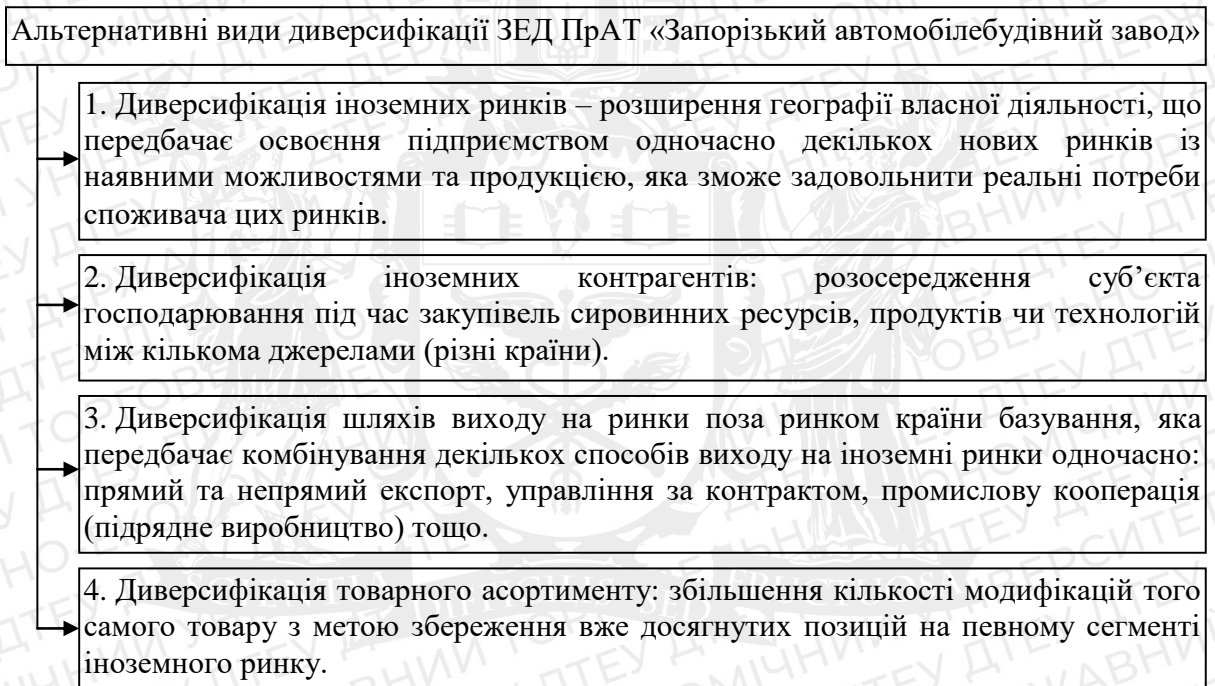 Альтернативні види диверсифікації ЗЕД ПрАТ «Запорізький автомобілебудівний завод»
1. Диверсифікація іноземних ринків – розширення географії власної діяльності, що
передбачає освоєння підприємством одночасно декількох нових ринків із
наявними можливостями та продукцією, яка зможе задовольнити реальні потреби
споживача цих ринків.
2. Диверсифікація іноземних контрагентів: розосередження суб’єкта
господарювання під час закупівель сировинних ресурсів, продуктів чи технологій
між кількома джерелами (різні країни).
3. Диверсифікація шляхів виходу на ринки поза ринком країни базування, яка
передбачає комбінування декількох способів виходу на іноземні ринки одночасно:
прямий та непрямий експорт, управління за контрактом, промислову кооперація
(підрядне виробництво) тощо.
4. Диверсифікація товарного асортименту: збільшення кількості модифікацій того
самого товару з метою збереження вже досягнутих позицій на певному сегменті
іноземного ринку.